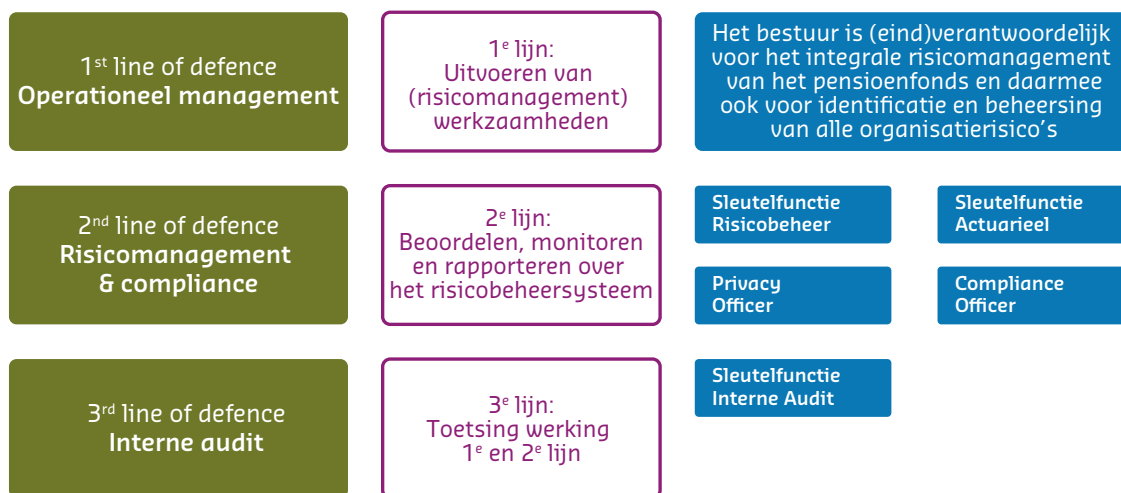 1st line of defence
Operationeel management
1e lijn:
Uitvoeren van
(risicomanagement)
werkzaamheden
Het bestuur is (eind)verantwoordelijk
voor het integrale risicomanagement
van het pensioenfonds en daarmee
ook voor identificatie en beheersing
van alle organisatierisico's
2nd line of defence
Risicomanagement
& compliance
2e lijn:
Beoordelen, monitoren
en rapporteren over
het risicobeheersysteem
Sleutelfunctie
Risicobeheer
Sleutelfunctie
Actuarieel
Privacy
Officer
Compliance
Officer
3rd line of defence
Interne audit
3e lijn:
Toetsing werking
1e en 2e lijn
Sleutelfunctie
Interne Audit